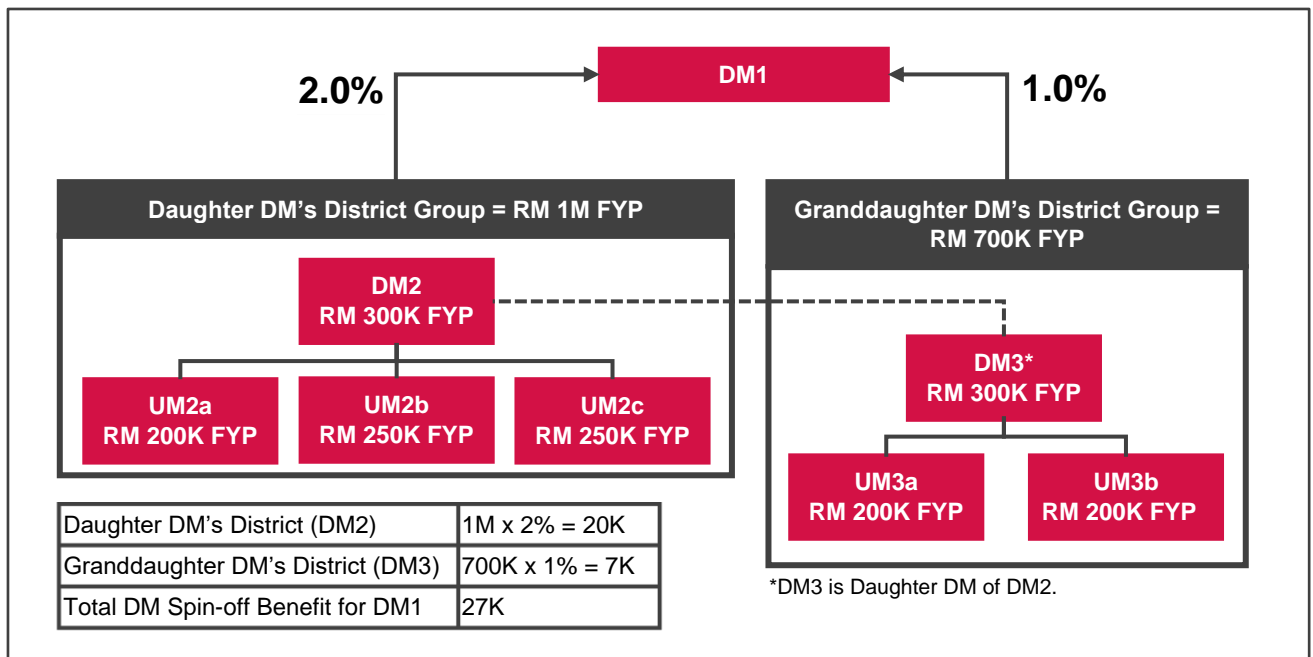 DM1
2.0%
1.0%
Daughter DM’s District Group = RM 1M FYP
DM2
RM 300K FYP
UM2a
RM 200K FYP
UM2b
RM 250K FYP
UM2c
RM 250K FYP
Granddaughter DM’s District Group =
RM 700K FYP
DM3*
RM 300K FYP
UM3a
RM 200K FYP
UM3b
RM 200K FYP
*DM3 is Daughter DM of DM2.
Daughter DM’s District (DM2) 1M x 2% = 20K
Granddaughter DM’s District (DM3) 700K x 1% = 7K
Total DM Spin-off Benefit for DM1 27K